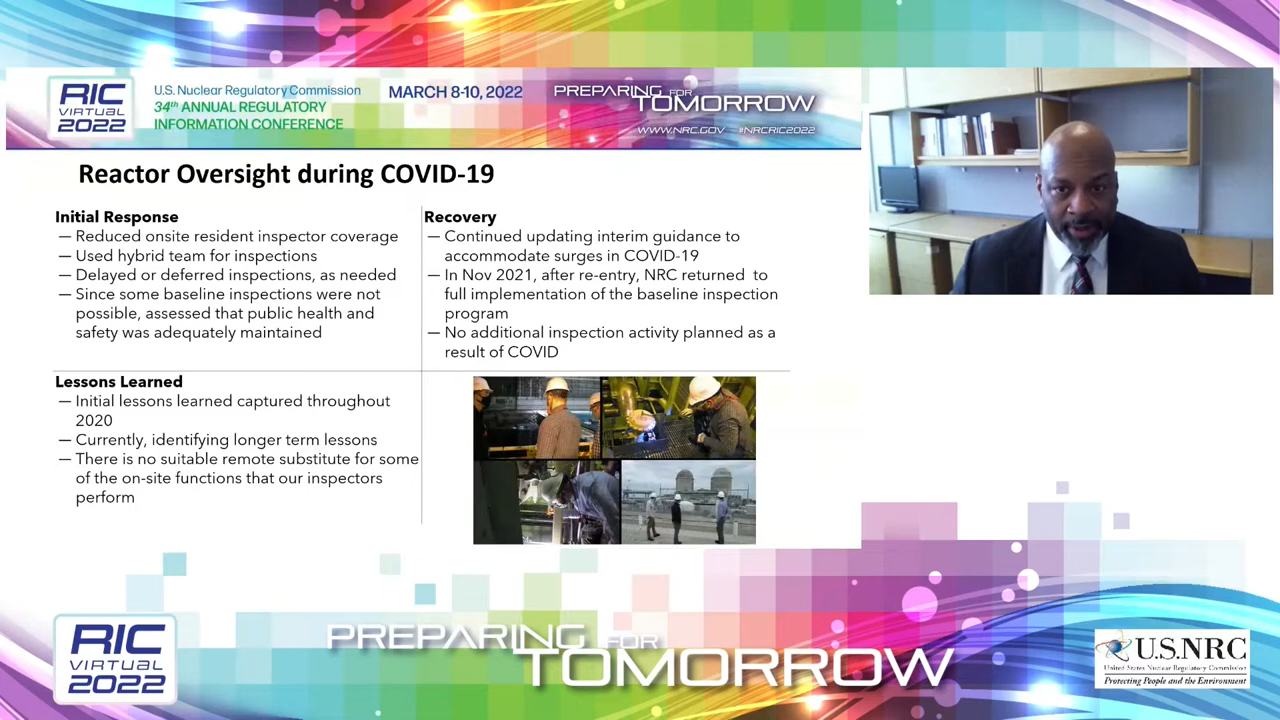 RIC
VIRTUAL
2022
U.S. Nuclear Regulatory Commission
34th ANNUAL REGULATORY
INFORMATION CONFERENCE
MARCH 8-10, 2022
PREPARING FOR
TOMORROW
WWW.NRC.GOV #NRCRIC2022
Reactor Oversight during COVID-19
Initial Response
— Reduced onsite resident inspector coverage
— Used hybrid team for inspections
— Delayed or deferred inspections, as needed
— Since some baseline inspections were not
possible, assessed that public health and
safety was adequately maintained
Recovery
— Continued updating interim guidance to
accommodate surges in COVID-19
— In Nov 2021, after re-entry, NRC returned to
full implementation of the baseline inspection
program
— No additional inspection activity planned as a
result of COVID
Lessons Learned
— Initial lessons learned captured throughout
2020
— Currently, identifying longer term lessons
— There is no suitable remote substitute for some
of the on-site functions that our inspectors
perform
RIC
VIRTUAL
2022
PREPARING FOR
TOMORROW
U.S.NRC
United States Nuclear Regulatory Commission
Protecting People and the Environment